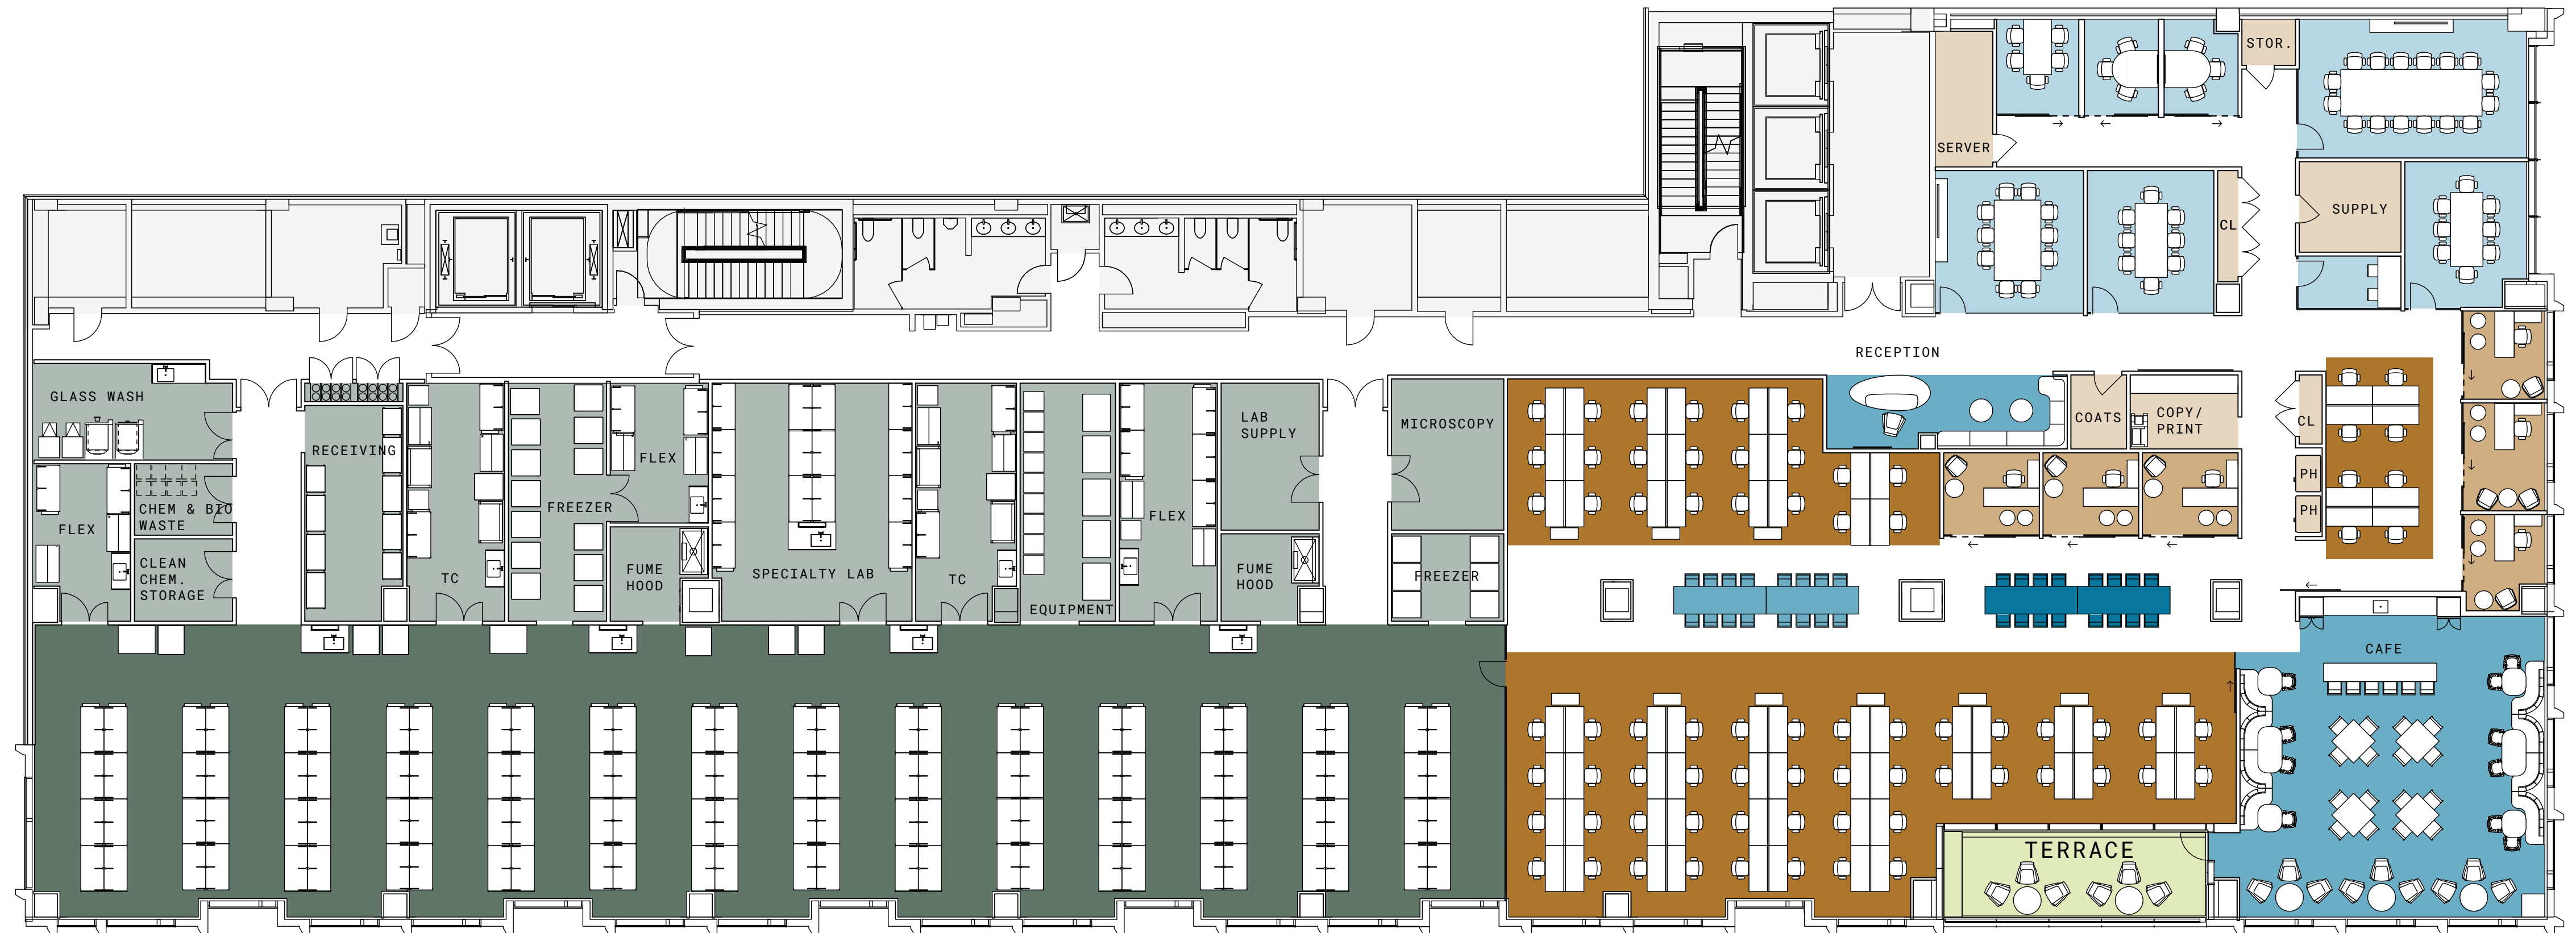 STOR.
SERVER
SUPPLY
CL
RECEPTION
GLASS WASH
RECEIVING
FLEX
CHEM & BIO
WASTE
CLEAN
CHEM.
STORAGE
TC
FREEZER
FLEX
FUME
HOOD
SPECIALTY LAB
TC
EQUIPMENT
FLEX
LAB
SUPPLY
FUME
HOOD
MICROSCOPY
FREEZER
COATS
COPY/
PRINT
CL
PH
PH
CAFE
TERRACE